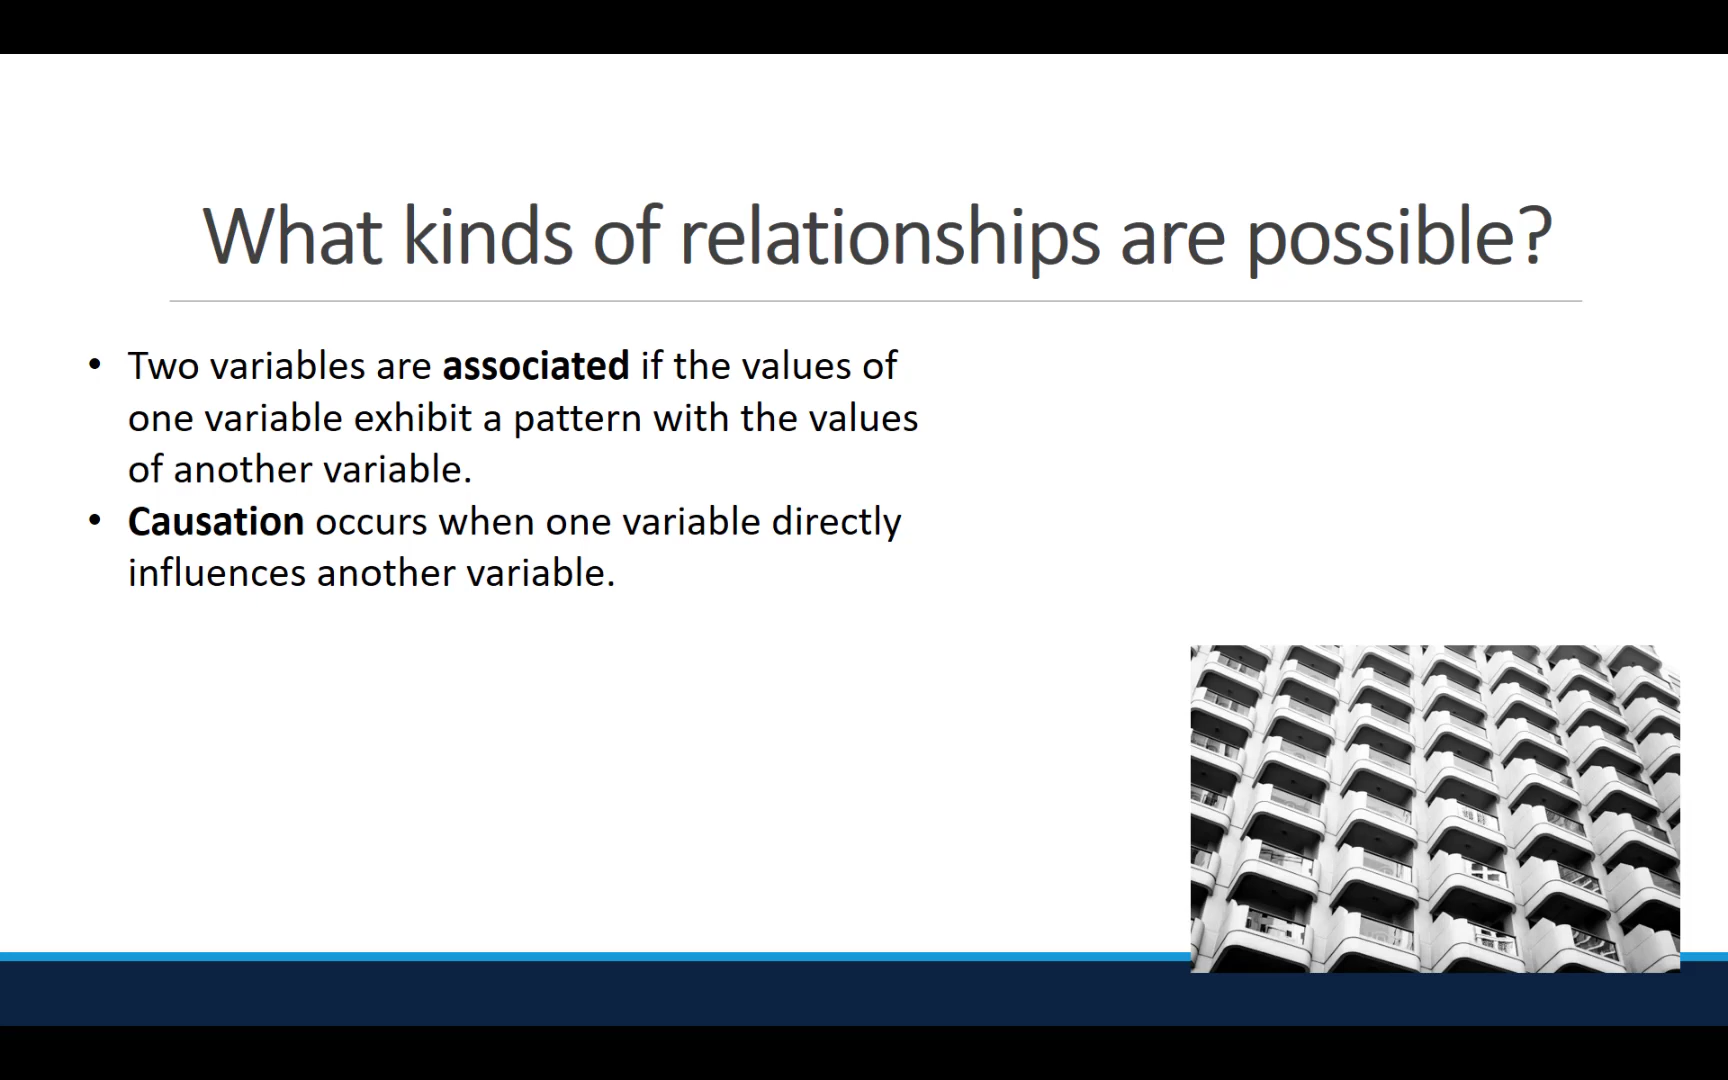 What kinds of relationships are possible?
• Two variables are associated if the values of
one variable exhibit a pattern with the values
of another variable.
• Causation occurs when one variable directly
influences another variable.